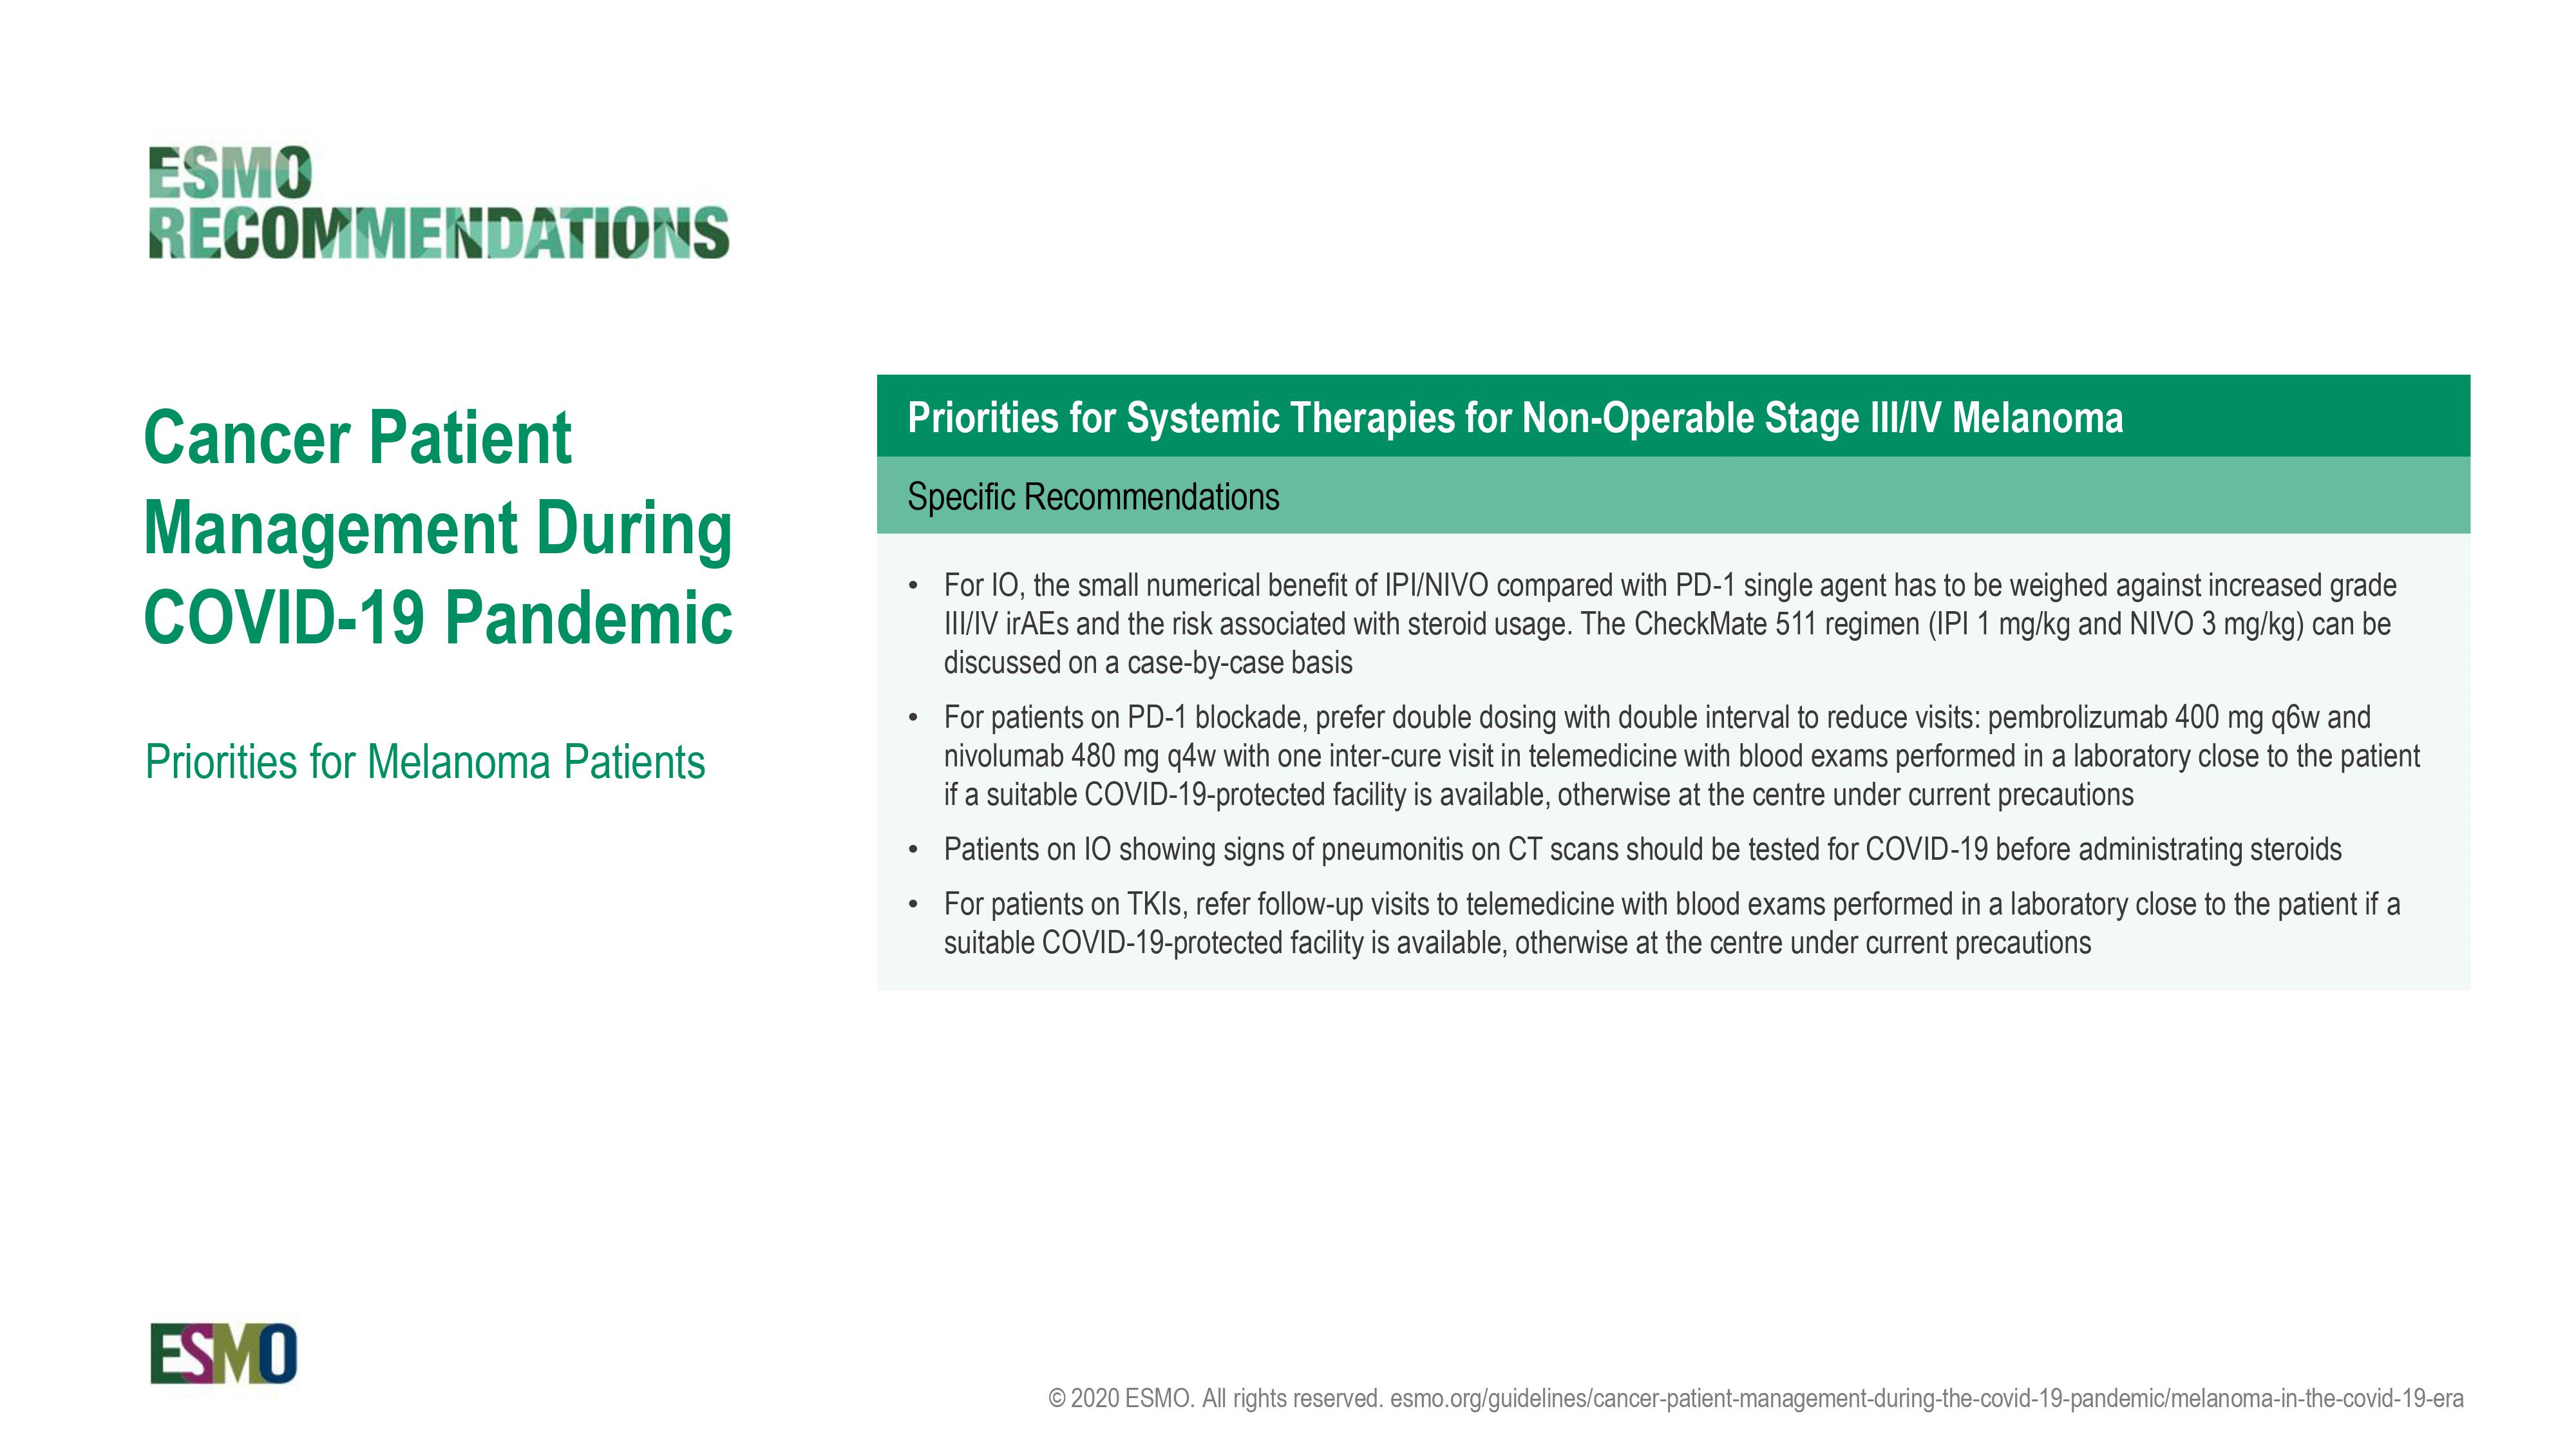 ESMO
RECOMMENDATIONS
Cancer Patient
Management During
COVID-19 Pandemic
Priorities for Melanoma Patients
Priorities for Systemic Therapies for Non-Operable Stage III/IV Melanoma
Specific Recommendations
• For IO, the small numerical benefit of IPI/NIVO compared with PD-1 single agent has to be weighed against increased grade
III/IV irAEs and the risk associated with steroid usage. The CheckMate 511 regimen (IPI 1 mg/kg and NIVO 3 mg/kg) can be
discussed on a case-by-case basis
• For patients on PD-1 blockade, prefer double dosing with double interval to reduce visits: pembrolizumab 400 mg q6w and
nivolumab 480 mg q4w with one inter-cure visit in telemedicine with blood exams performed in a laboratory close to the patient
if a suitable COVID-19-protected facility is available, otherwise at the centre under current precautions
• Patients on IO showing signs of pneumonitis on CT scans should be tested for COVID-19 before administrating steroids
• For patients on TKIs, refer follow-up visits to telemedicine with blood exams performed in a laboratory close to the patient if a
suitable COVID-19-protected facility is available, otherwise at the centre under current precautions
ESMO
© 2020 ESMO. All rights reserved. esmo.org/guidelines/cancer-patient-management-during-the-covid-19-pandemic/melanoma-in-the-covid-19-era